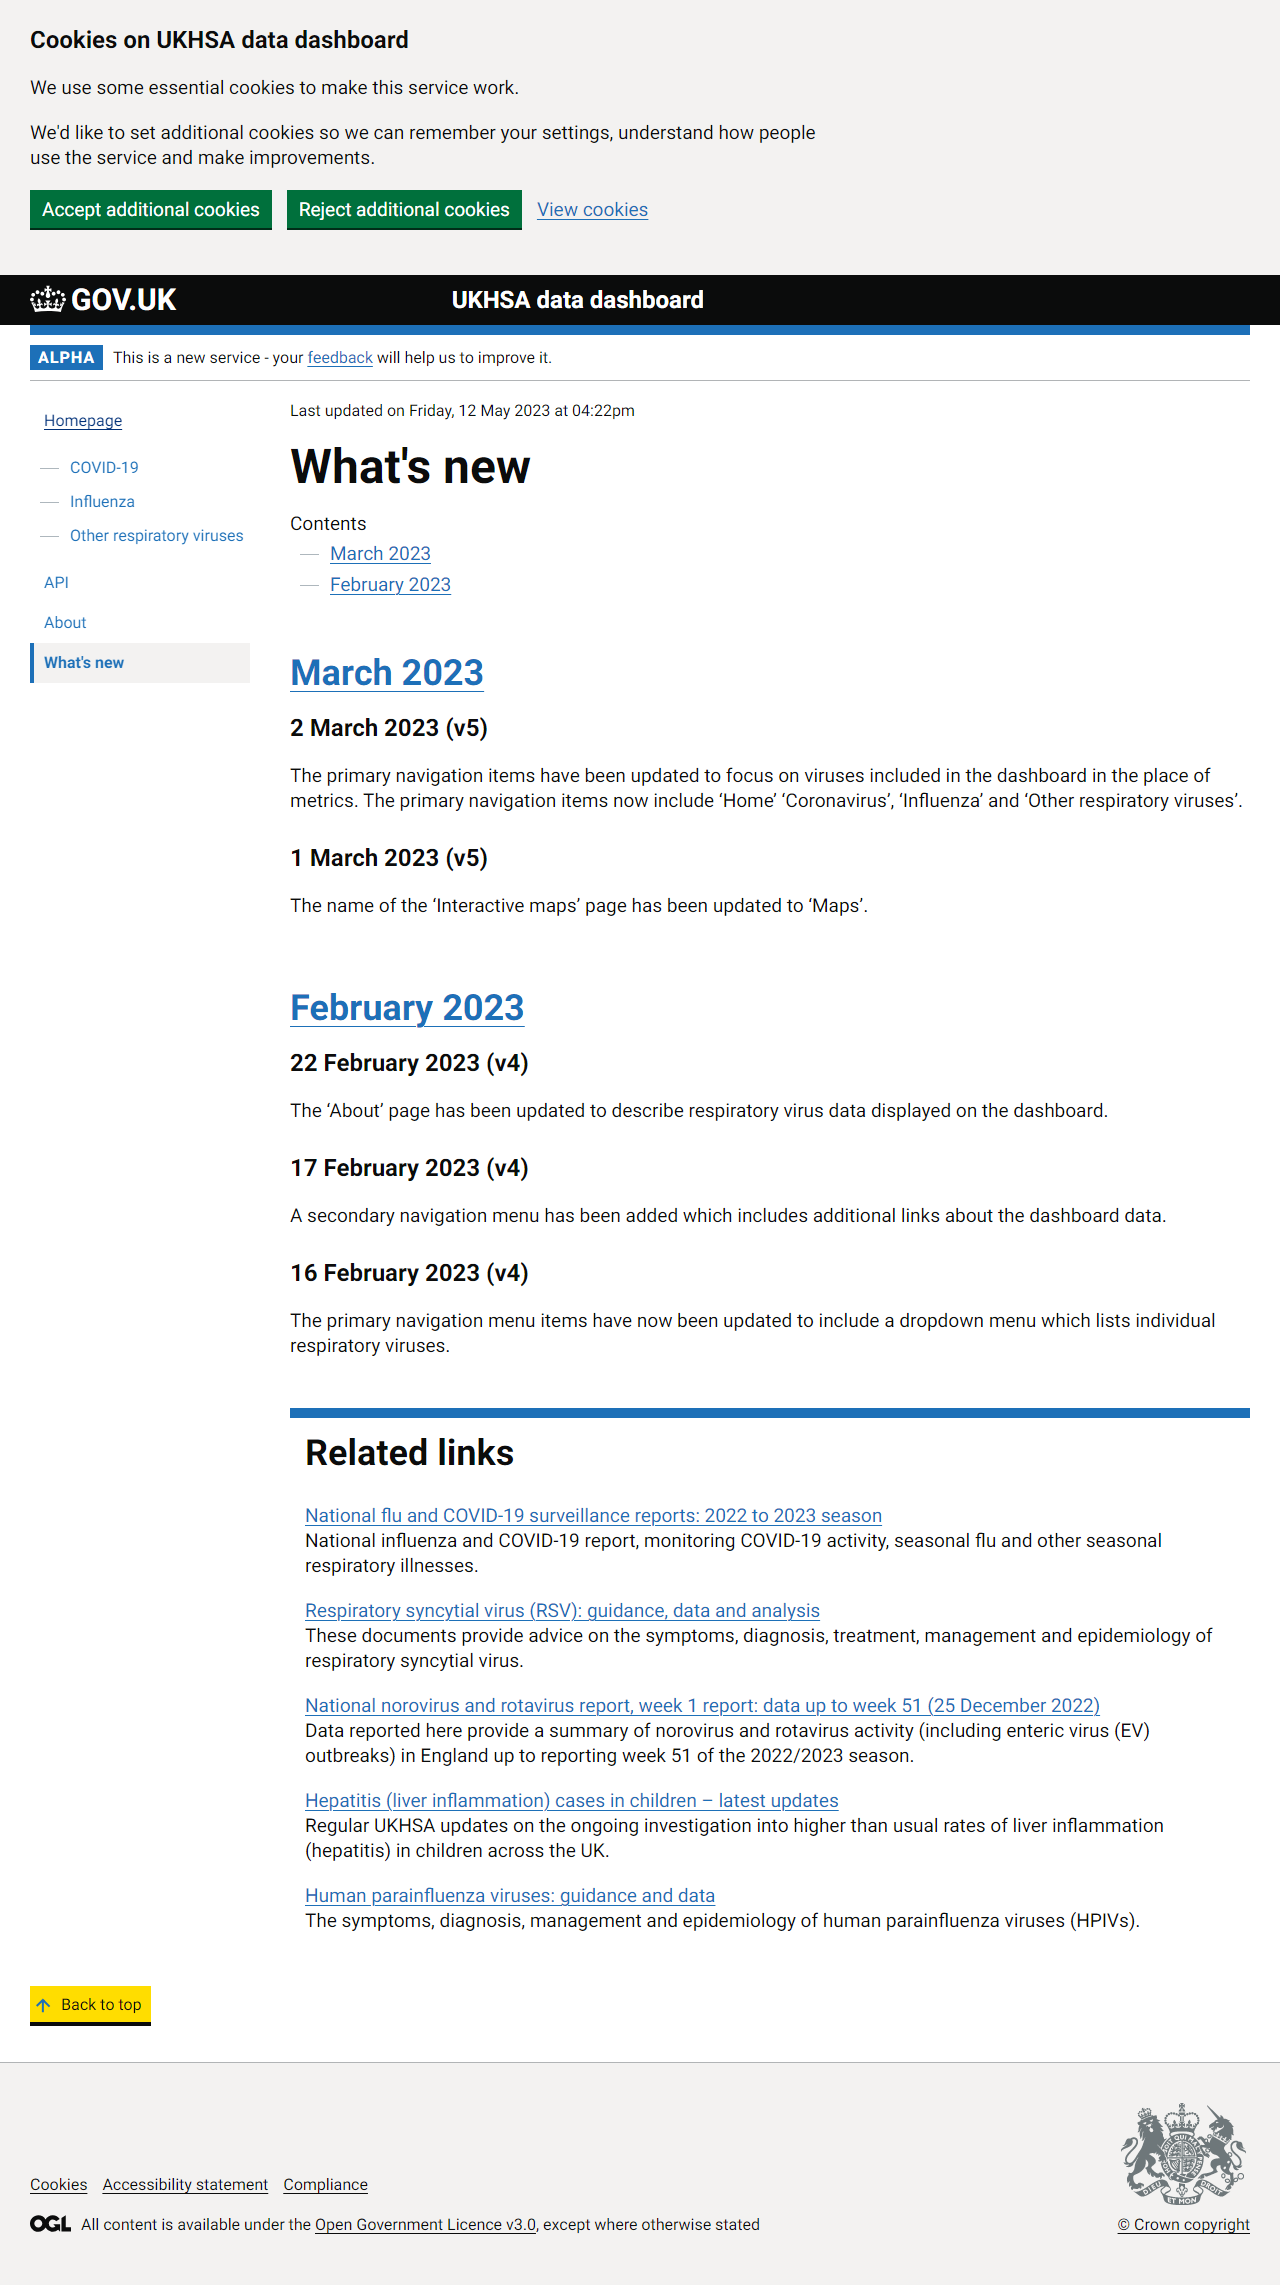 Cookies on UKHSA data dashboard
We use some essential cookies to make this service work.
We'd like to set additional cookies so we can remember your settings, understand how people
use the service and make improvements.
Accept additional cookies Reject additional cookies View cookies
GOV.UK UKHSA data dashboard
ALPHA This is a new service - your feedback will help us to improve it.
Homepage
COVID-19
Influenza
Other respiratory viruses
API
About
What's new
Last updated on Friday, 12 May 2023 at 04:22pm
What's new
Contents
March 2023
February 2023
March 2023
2 March 2023 (v5)
The primary navigation items have been updated to focus on viruses included in the dashboard in the place of
metrics. The primary navigation items now include ‘Home’ ‘Coronavirus’, ‘Influenza’ and ‘Other respiratory viruses’.
1 March 2023 (v5)
The name of the ‘Interactive maps’ page has been updated to ‘Maps’.
February 2023
22 February 2023 (v4)
The ‘About’ page has been updated to describe respiratory virus data displayed on the dashboard.
17 February 2023 (v4)
A secondary navigation menu has been added which includes additional links about the dashboard data.
16 February 2023 (v4)
The primary navigation menu items have now been updated to include a dropdown menu which lists individual
respiratory viruses.
Related links
National flu and COVID-19 surveillance reports: 2022 to 2023 season
National influenza and COVID-19 report, monitoring COVID-19 activity, seasonal flu and other seasonal
respiratory illnesses.
Respiratory syncytial virus (RSV): guidance, data and analysis
These documents provide advice on the symptoms, diagnosis, treatment, management and epidemiology of
respiratory syncytial virus.
National norovirus and rotavirus report, week 1 report: data up to week 51 (25 December 2022)
Data reported here provide a summary of norovirus and rotavirus activity (including enteric virus (EV)
outbreaks) in England up to reporting week 51 of the 2022/2023 season.
Hepatitis (liver inflammation) cases in children – latest updates
Regular UKHSA updates on the ongoing investigation into higher than usual rates of liver inflammation
(hepatitis) in children across the UK.
Human parainfluenza viruses: guidance and data
The symptoms, diagnosis, management and epidemiology of human parainfluenza viruses (HPIVs).
Back to top
Cookies Accessibility statement Compliance
OGL All content is available under the Open Government Licence v3.0, except where otherwise stated
DIEU ET MON DROIT
© Crown copyright